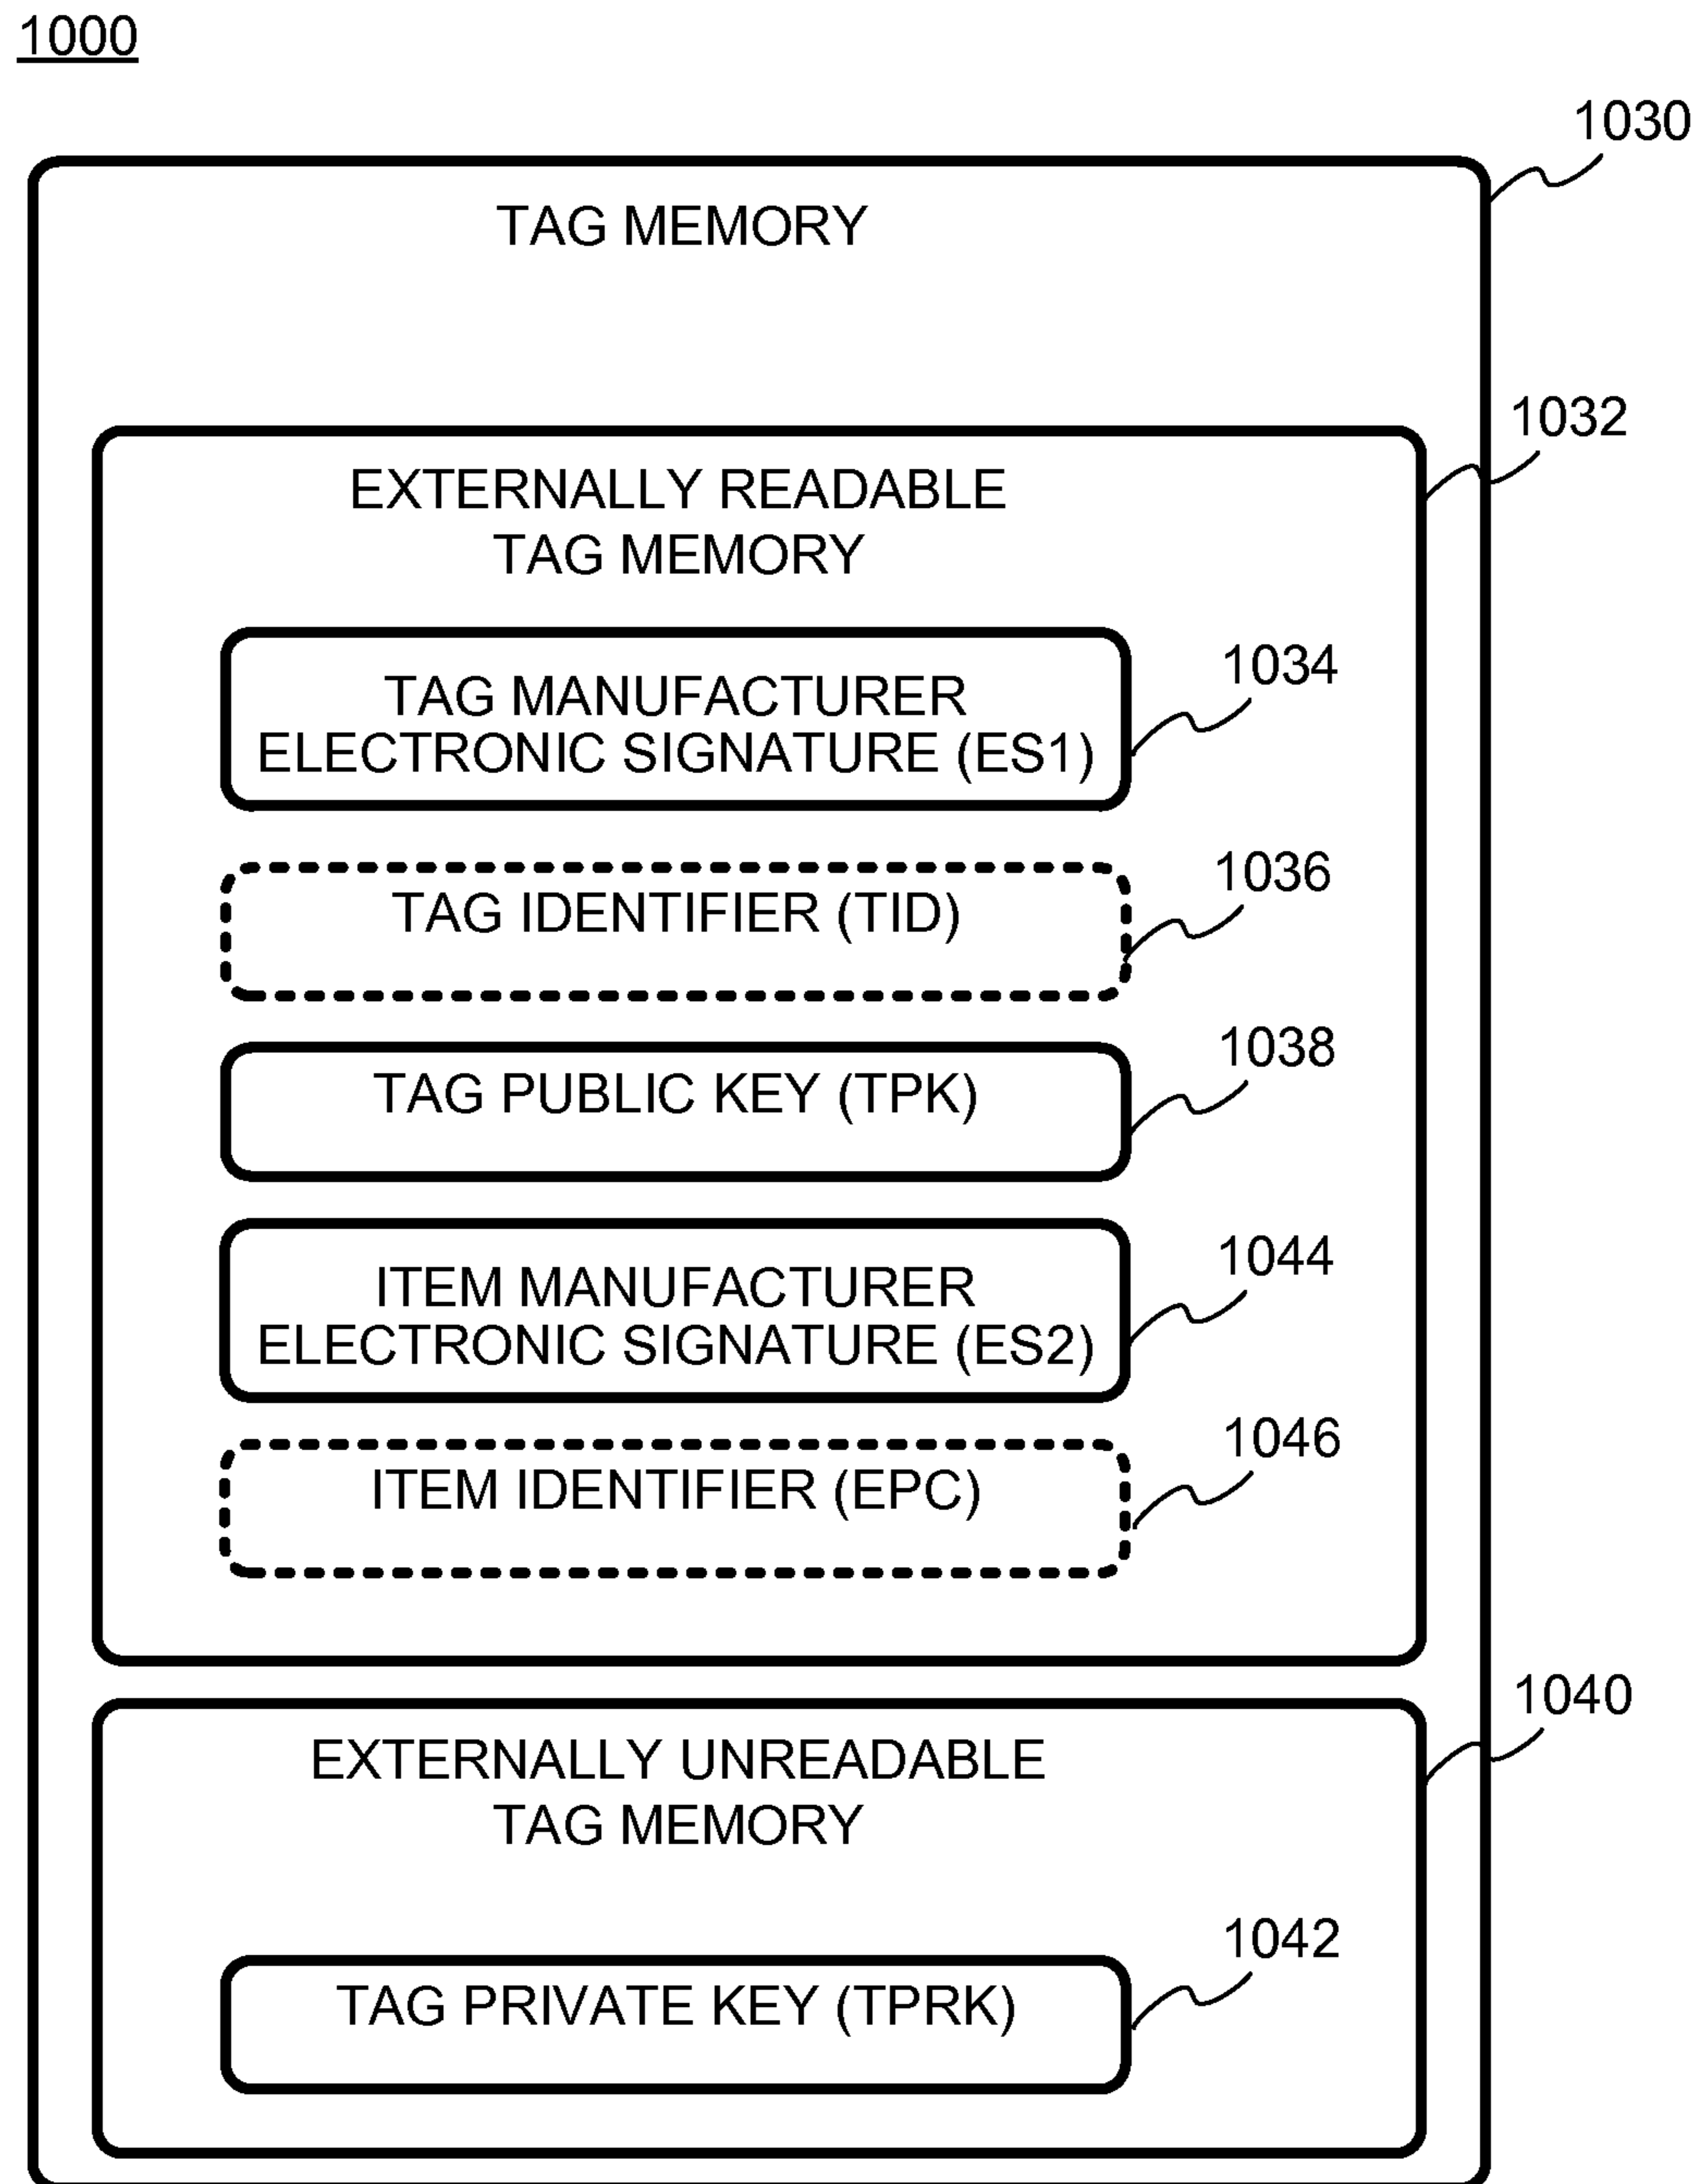 1000
1030
TAG MEMORY
1032
EXTERNALLY READABLE
TAG MEMORY
1034
TAG MANUFACTURER
ELECTRONIC SIGNATURE (ES1)
1036
TAG IDENTIFIER (TID)
1038
TAG PUBLIC KEY (TPK)
1044
ITEM MANUFACTURER
ELECTRONIC SIGNATURE (ES2)
1046
ITEM IDENTIFIER (EPC)
1040
EXTERNALLY UNREADABLE
TAG MEMORY
1042
TAG PRIVATE KEY (TPRK)